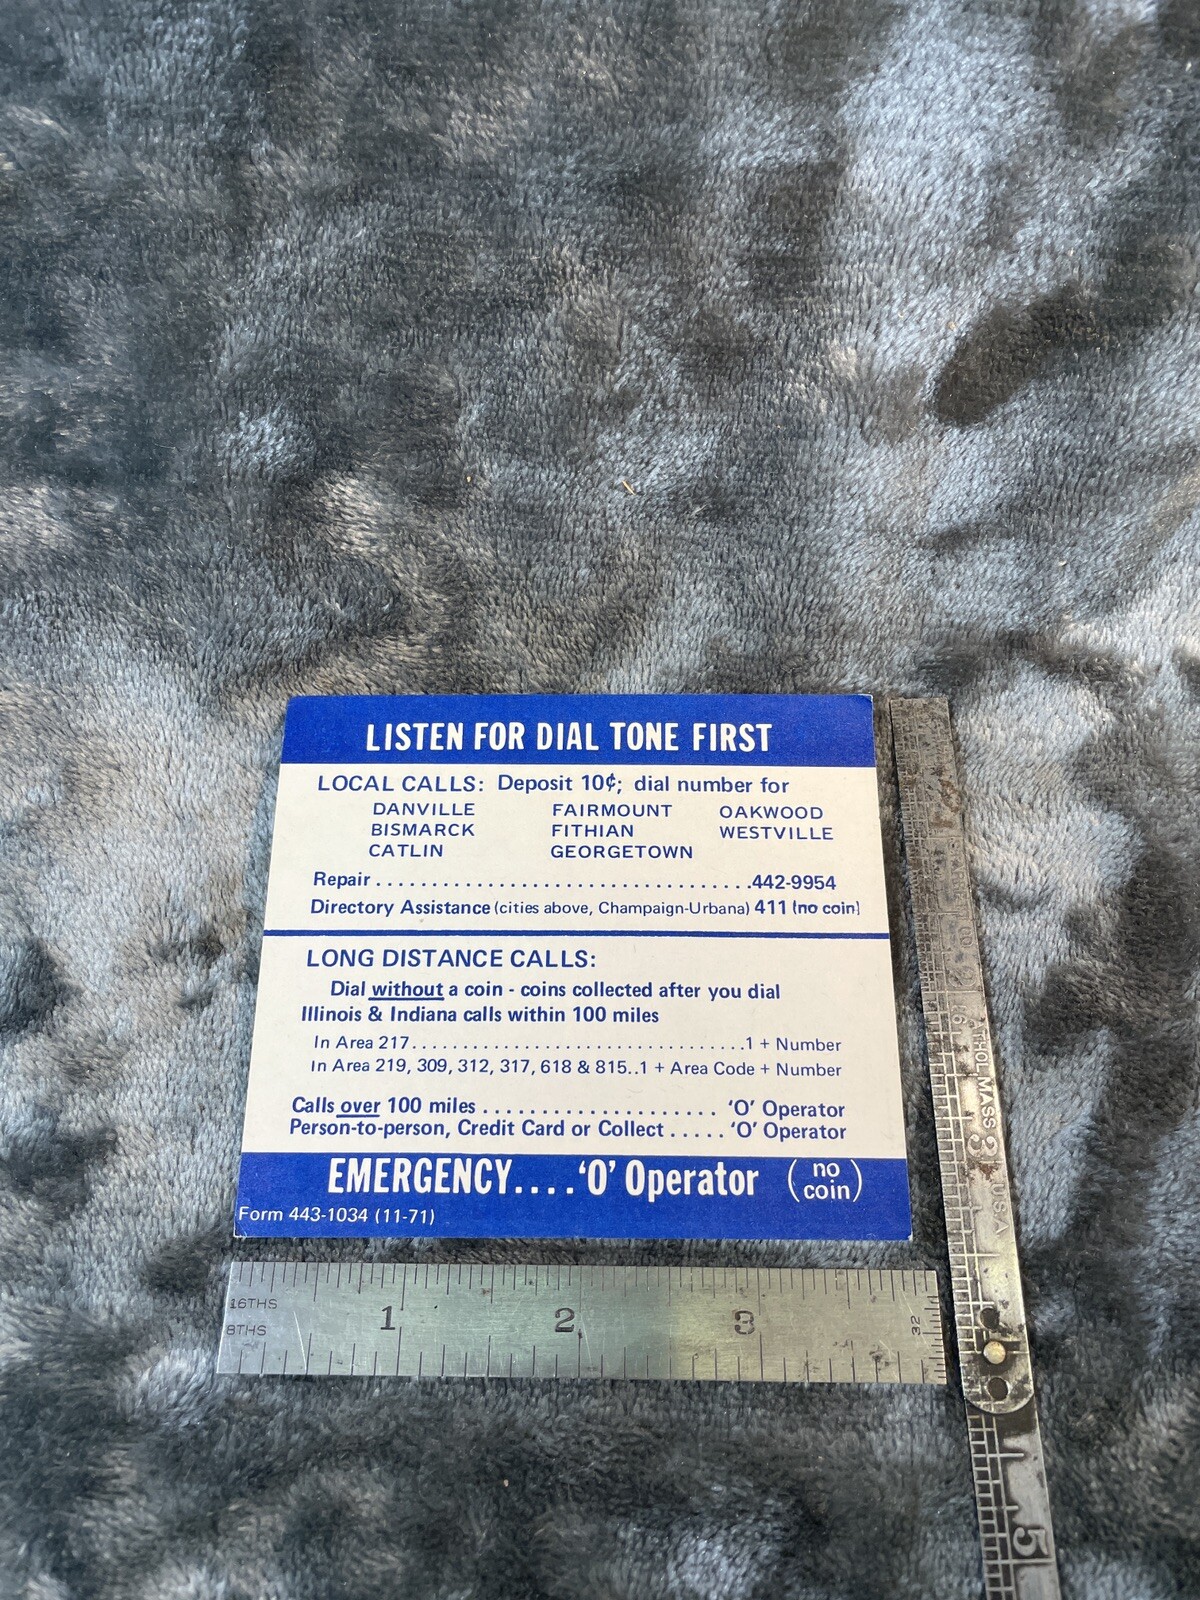 LISTEN FOR DIAL TONE FIRST
LOCAL CALLS: Deposit 10¢; dial number for
DANVILLE FAIRMOUNT OAKWOOD
BISMARCK FITHIAN WESTVILLE
CATLIN GEORGETOWN
Repair..................................442-9954
Directory Assistance (cities above, Champaign-Urbana) 411 (no coin)
LONG DISTANCE CALLS:
Dial without a coin - coins collected after you dial
Illinois & Indiana calls within 100 miles
In Area 217..................................1 + Number
In Area 219, 309, 312, 317, 618 & 815..1 + Area Code + Number
Calls over 100 miles ..................... 'O' Operator
Person-to-person, Credit Card or Collect ..... 'O' Operator
EMERGENCY.... 'O' Operator (no coin)
Form 443-1034 (11-71)
16THS
8THS
1 2 3
32
ATHOL MASS USA
3
5